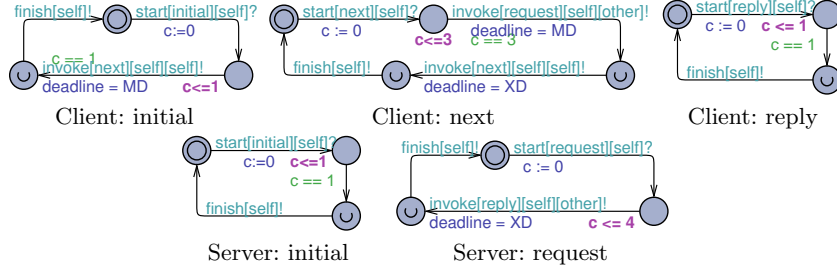 finish[self]!
start[initial][self]?
c:=0
c == 1
invoke[next][self][self]!
deadline = MD
c<=1
Client: initial
start[next][self]?
c := 0
c<=3
invoke[request][self][other]!
deadline = MD
c == 3
finish[self]!
invoke[next][self][self]!
deadline = XD
Client: next
start[reply][self]?
c := 0
c <= 1
c == 1
finish[self]!
Client: reply
start[initial][self]?
c:=0
c<=1
c == 1
finish[self]!
Server: initial
finish[self]!
start[request][self]?
c := 0
invoke[reply][self][other]!
deadline = XD
c <= 4
Server: request